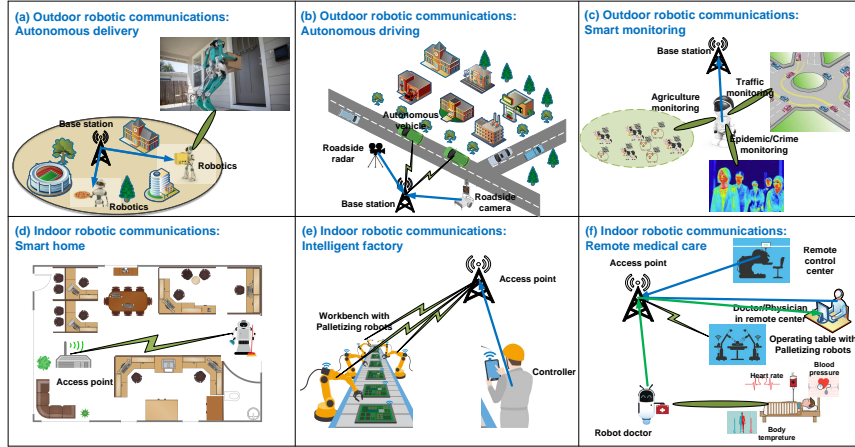 (a) Outdoor robotic communications:
Autonomous delivery
Base station
Robotics
Robotics
(b) Outdoor robotic communications:
Autonomous driving
Autonomous
vehicle
Roadside
radar
Base station
Roadside
camera
(c) Outdoor robotic communications:
Smart monitoring
Base station
Traffic
monitoring
Agriculture
monitoring
Epidemic/Crime
monitoring
(d) Indoor robotic communications:
Smart home
Access point
(e) Indoor robotic communications:
Intelligent factory
Access point
Workbench with
Palletizing robots
Controller
(f) Indoor robotic communications:
Remote medical care
Access point
Remote
control
center
Doctor/Physician
in remote center
Operating table with
Palletizing robots
Blood
pressure
Heart rate
Body
tempreture
Robot doctor